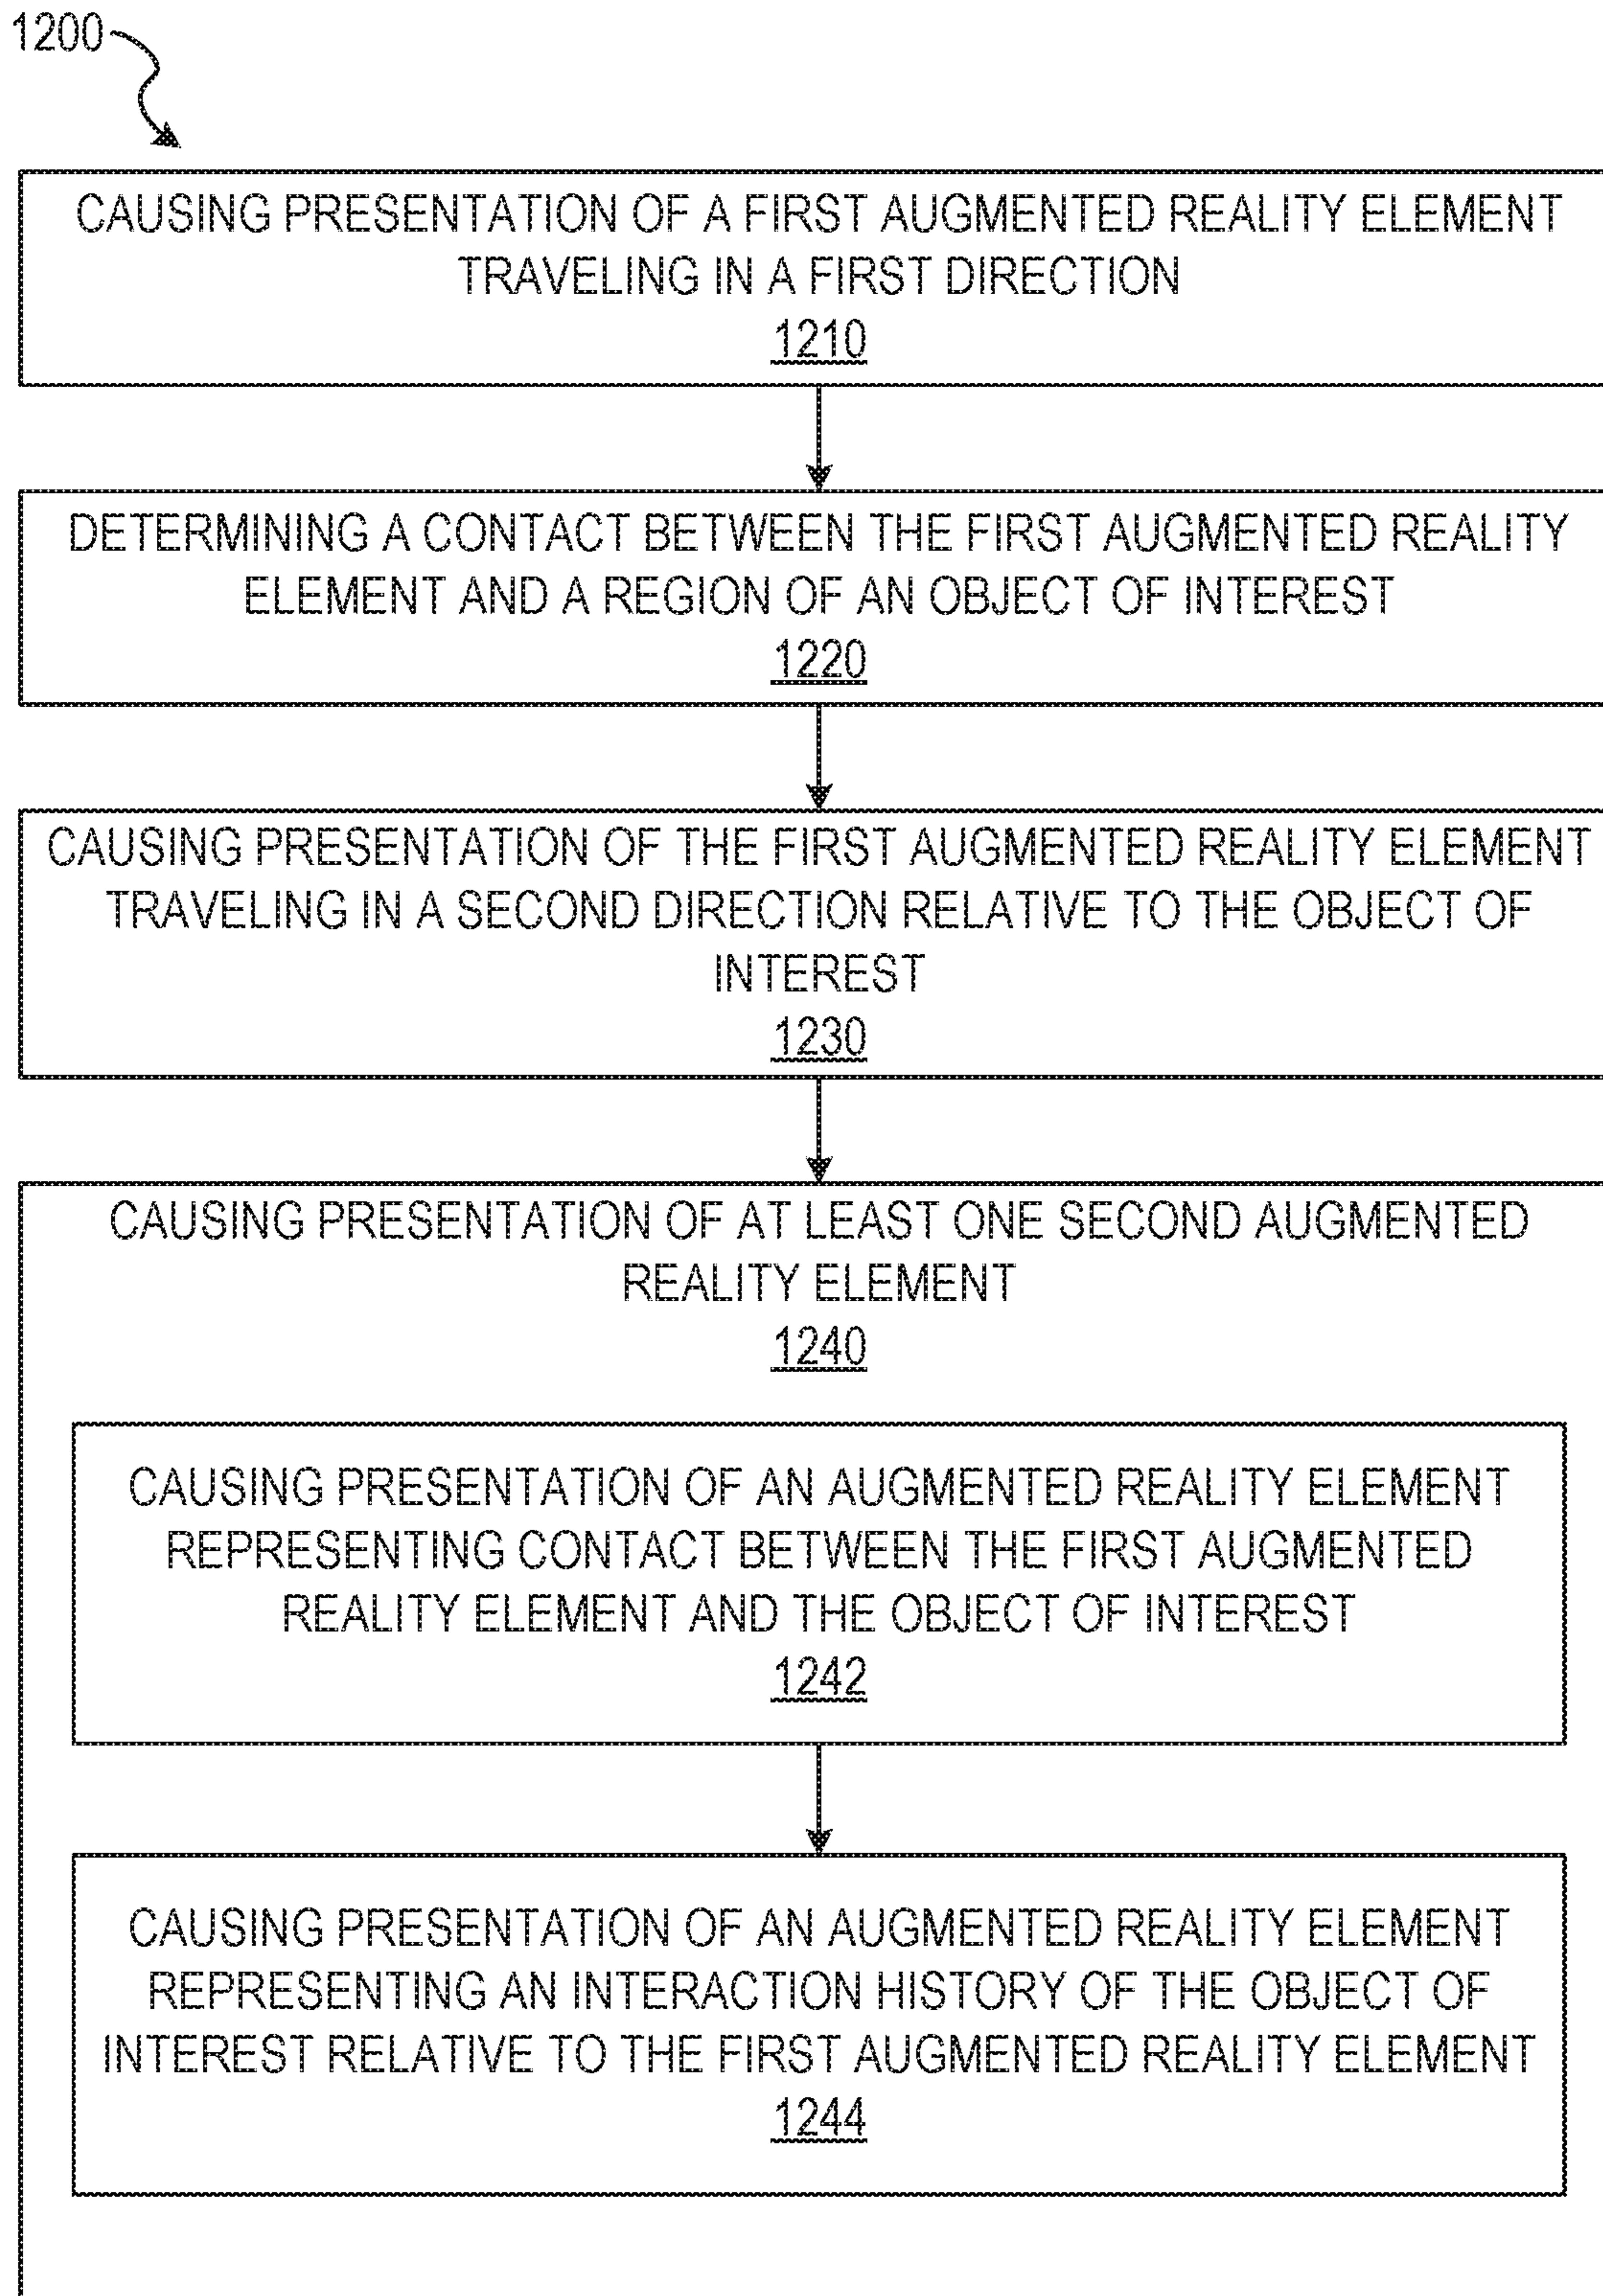 1200
CAUSING PRESENTATION OF A FIRST AUGMENTED REALITY ELEMENT
TRAVELING IN A FIRST DIRECTION
1210
DETERMINING A CONTACT BETWEEN THE FIRST AUGMENTED REALITY
ELEMENT AND A REGION OF AN OBJECT OF INTEREST
1220
CAUSING PRESENTATION OF THE FIRST AUGMENTED REALITY ELEMENT
TRAVELING IN A SECOND DIRECTION RELATIVE TO THE OBJECT OF
INTEREST
1230
CAUSING PRESENTATION OF AT LEAST ONE SECOND AUGMENTED
REALITY ELEMENT
1240
CAUSING PRESENTATION OF AN AUGMENTED REALITY ELEMENT
REPRESENTING CONTACT BETWEEN THE FIRST AUGMENTED
REALITY ELEMENT AND THE OBJECT OF INTEREST
1242
CAUSING PRESENTATION OF AN AUGMENTED REALITY ELEMENT
REPRESENTING AN INTERACTION HISTORY OF THE OBJECT OF
INTEREST RELATIVE TO THE FIRST AUGMENTED REALITY ELEMENT
1244